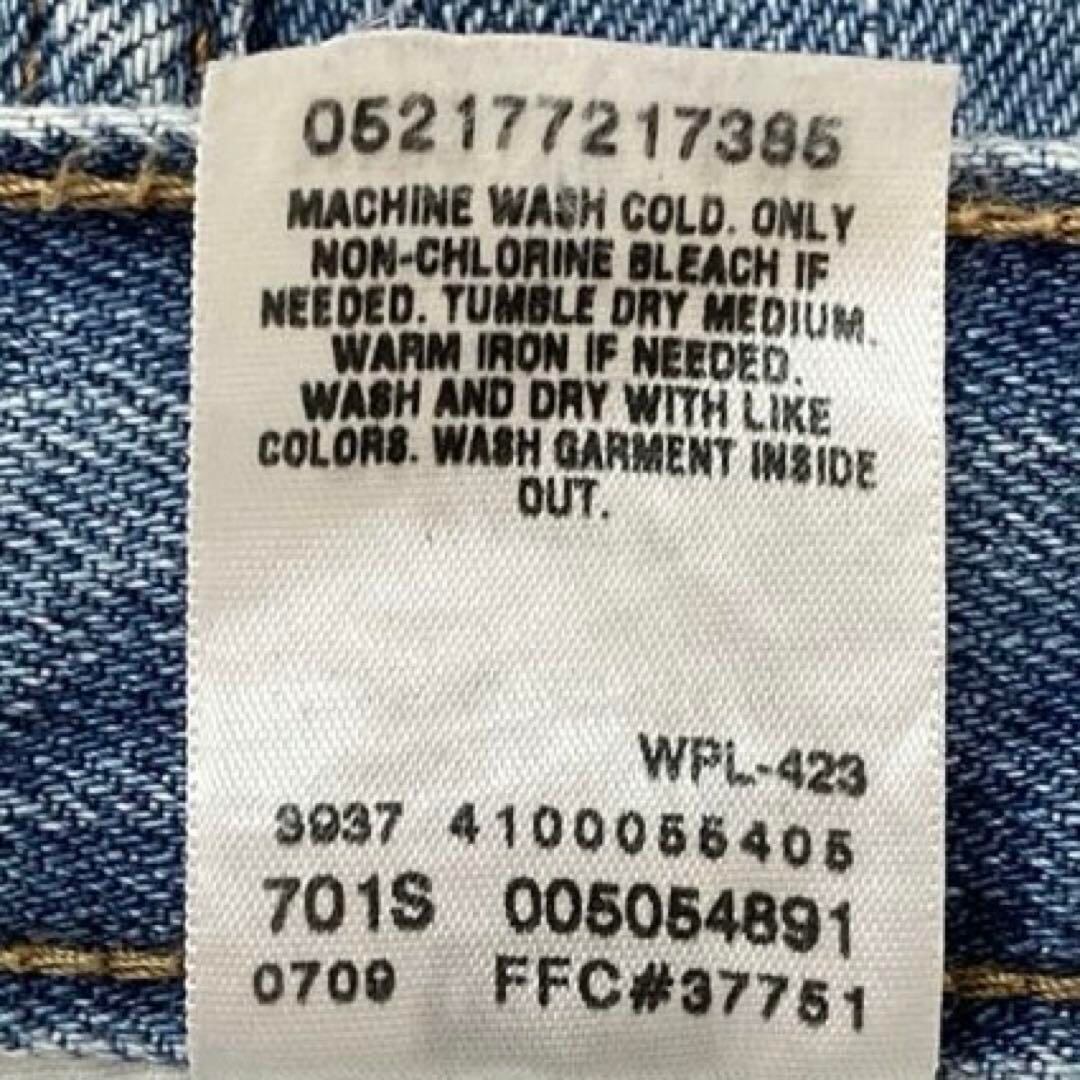 052177217385
MACHINE WASH COLD. ONLY
NON-CHLORINE BLEACH IF
NEEDED. TUMBLE DRY MEDIUM.
WARM IRON IF NEEDED.
WASH AND DRY WITH LIKE
COLORS. WASH GARMENT INSIDE
OUT.
WPL-423
3937 4100055405
701S 005054891
0709 FFC#37751